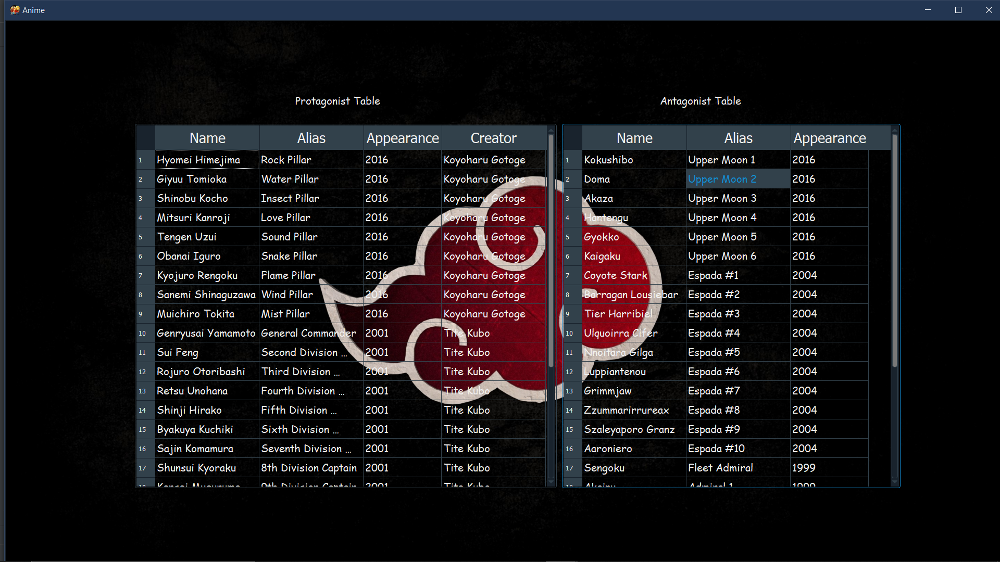 Anime
Protagonist Table
Name Alias Appearance Creator
1 Hyomei Himejima Rock Pillar 2016 Koyoharu Gotoge
2 Giyuu Tomioka Water Pillar 2016 Koyoharu Gotoge
3 Shinobu Kocho Insect Pillar 2016 Koyoharu Gotoge
4 Mitsuri Kanroji Love Pillar 2016 Koyoharu Gotoge
5 Tengen Uzui Sound Pillar 2016 Koyoharu Gotoge
6 Obanai Iguro Snake Pillar 2016 Koyoharu Gotoge
7 Kyojuro Rengoku Flame Pillar 2016 Koyoharu Gotoge
8 Sanemi Shinaguzawa Wind Pillar 2016 Koyoharu Gotoge
9 Muichiro Tokita Mist Pillar 2016 Koyoharu Gotoge
10 Genryusai Yamamoto General Commander 2001 Tite Kubo
11 Sui Feng Second Division ... 2001 Tite Kubo
12 Rojuro Otoribashi Third Division ... 2001 Tite Kubo
13 Retsu Unohana Fourth Division ... 2001 Tite Kubo
14 Shinji Hirako Fifth Division ... 2001 Tite Kubo
15 Byakuya Kuchiki Sixth Division ... 2001 Tite Kubo
16 Sajin Komamura Seventh Division ... 2001 Tite Kubo
17 Shunsui Kyoraku 8th Division Captain 2001 Tite Kubo
18 9th Division Captain 2001 Tite Kubo
Antagonist Table
Name Alias Appearance
1 Kokushibo Upper Moon 1 2016
2 Doma Upper Moon 2 2016
3 Akaza Upper Moon 3 2016
4 Hantengu Upper Moon 4 2016
5 Gyokko Upper Moon 5 2016
6 Kaigaku Upper Moon 6 2016
7 Coyote Stark Espada #1 2004
8 Barragan Lousiebar Espada #2 2004
9 Tier Harribiel Espada #3 2004
10 Ulquoirra Cifer Espada #4 2004
11 Nnoitara Gilga Espada #5 2004
12 Luppiantenou Espada #6 2004
13 Grimmjaw Espada #7 2004
14 Zzummarirrureax Espada #8 2004
15 Szaleyaporo Granz Espada #9 2004
16 Aaroniero Espada #10 2004
17 Sengoku Fleet Admiral 1999
18 Admiral 1 1999